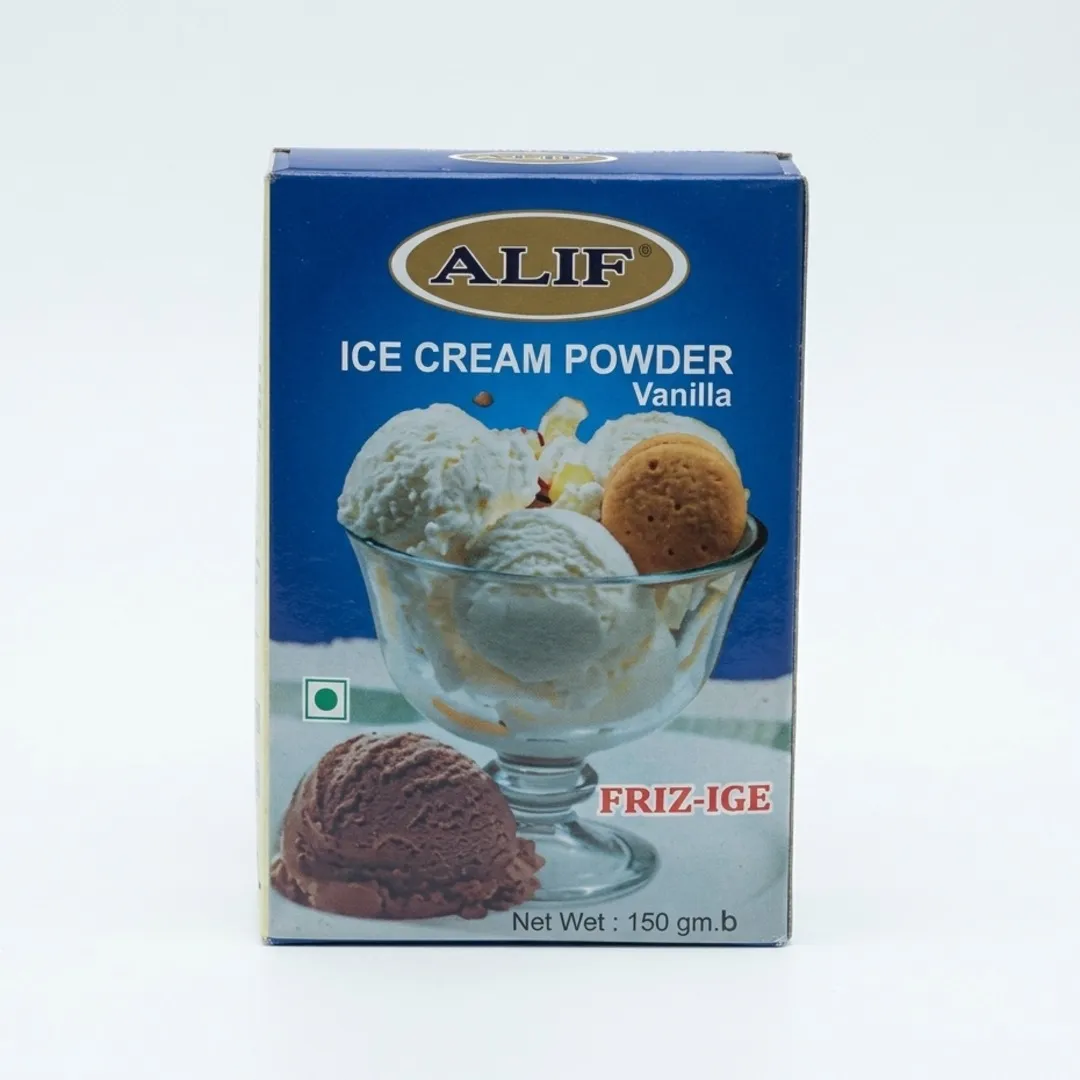 ALIF®
ICE CREAM POWDER
Vanilla
FRIZ-IGE
Net Wet : 150 gm.b